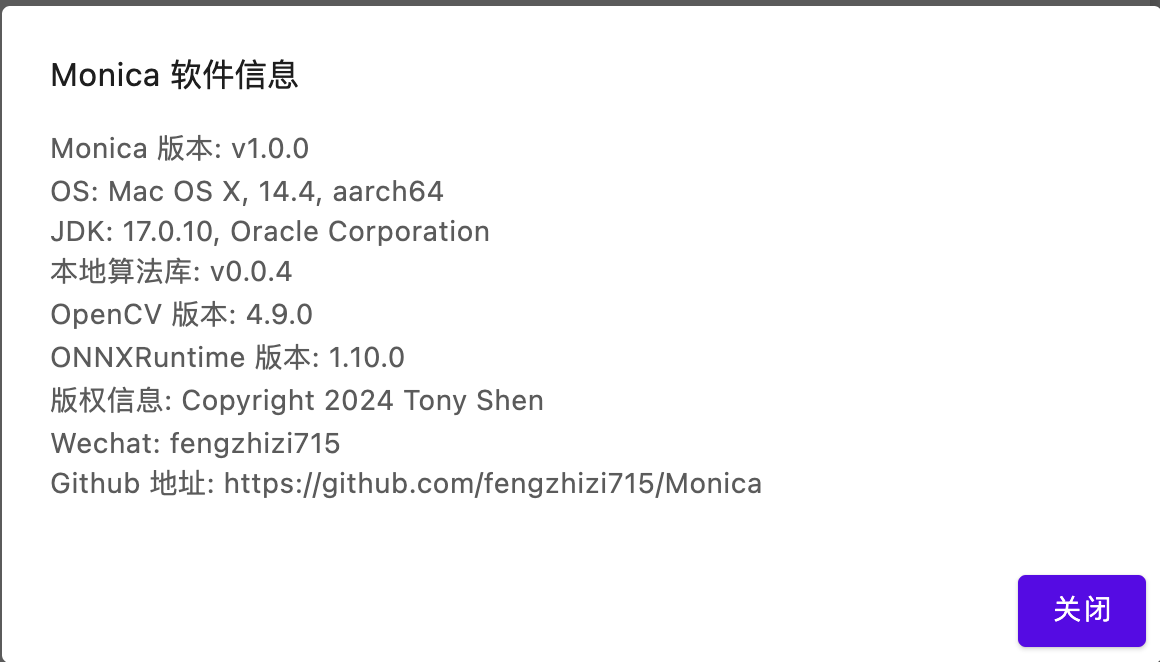 Monica 软件信息
Monica 版本: v1.0.0
OS: Mac OS X, 14.4, aarch64
JDK: 17.0.10, Oracle Corporation
本地算法库: v0.0.4
OpenCV 版本: 4.9.0
ONNXRuntime 版本: 1.10.0
版权信息: Copyright 2024 Tony Shen
Wechat: fengzhizi715
Github 地址: https://github.com/fengzhizi715/Monica
关闭